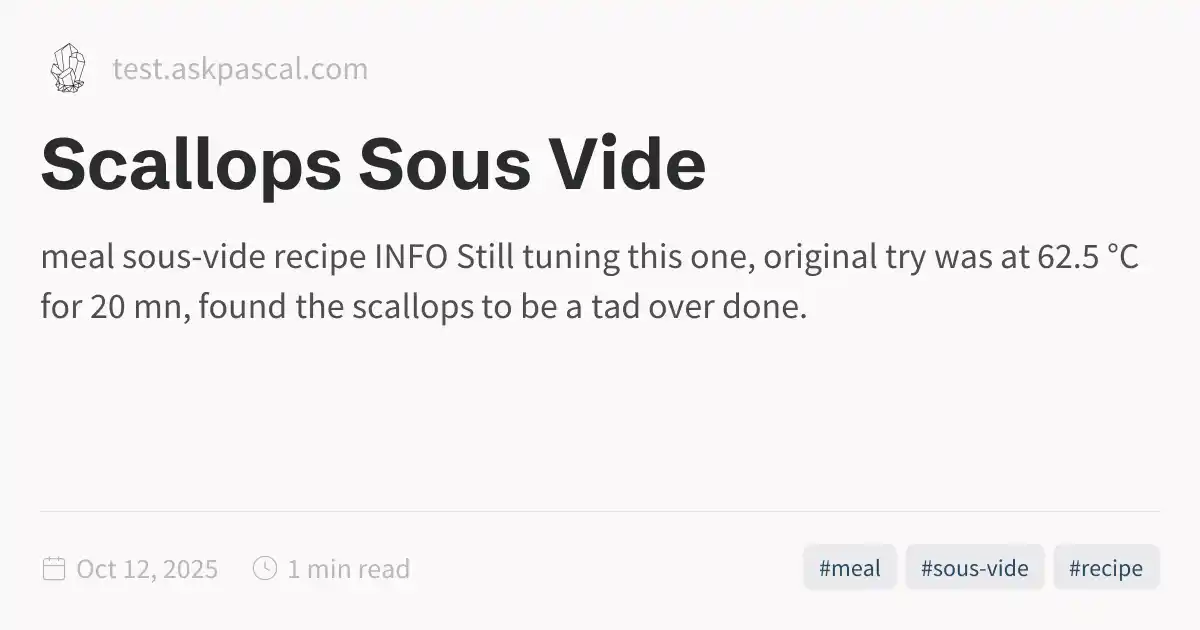 test.askpascal.com
Scallops Sous Vide
meal sous-vide recipe INFO Still tuning this one, original try was at 62.5 °C
for 20 mn, found the scallops to be a tad over done.
Oct 12, 2025 1 min read #meal #sous-vide #recipe